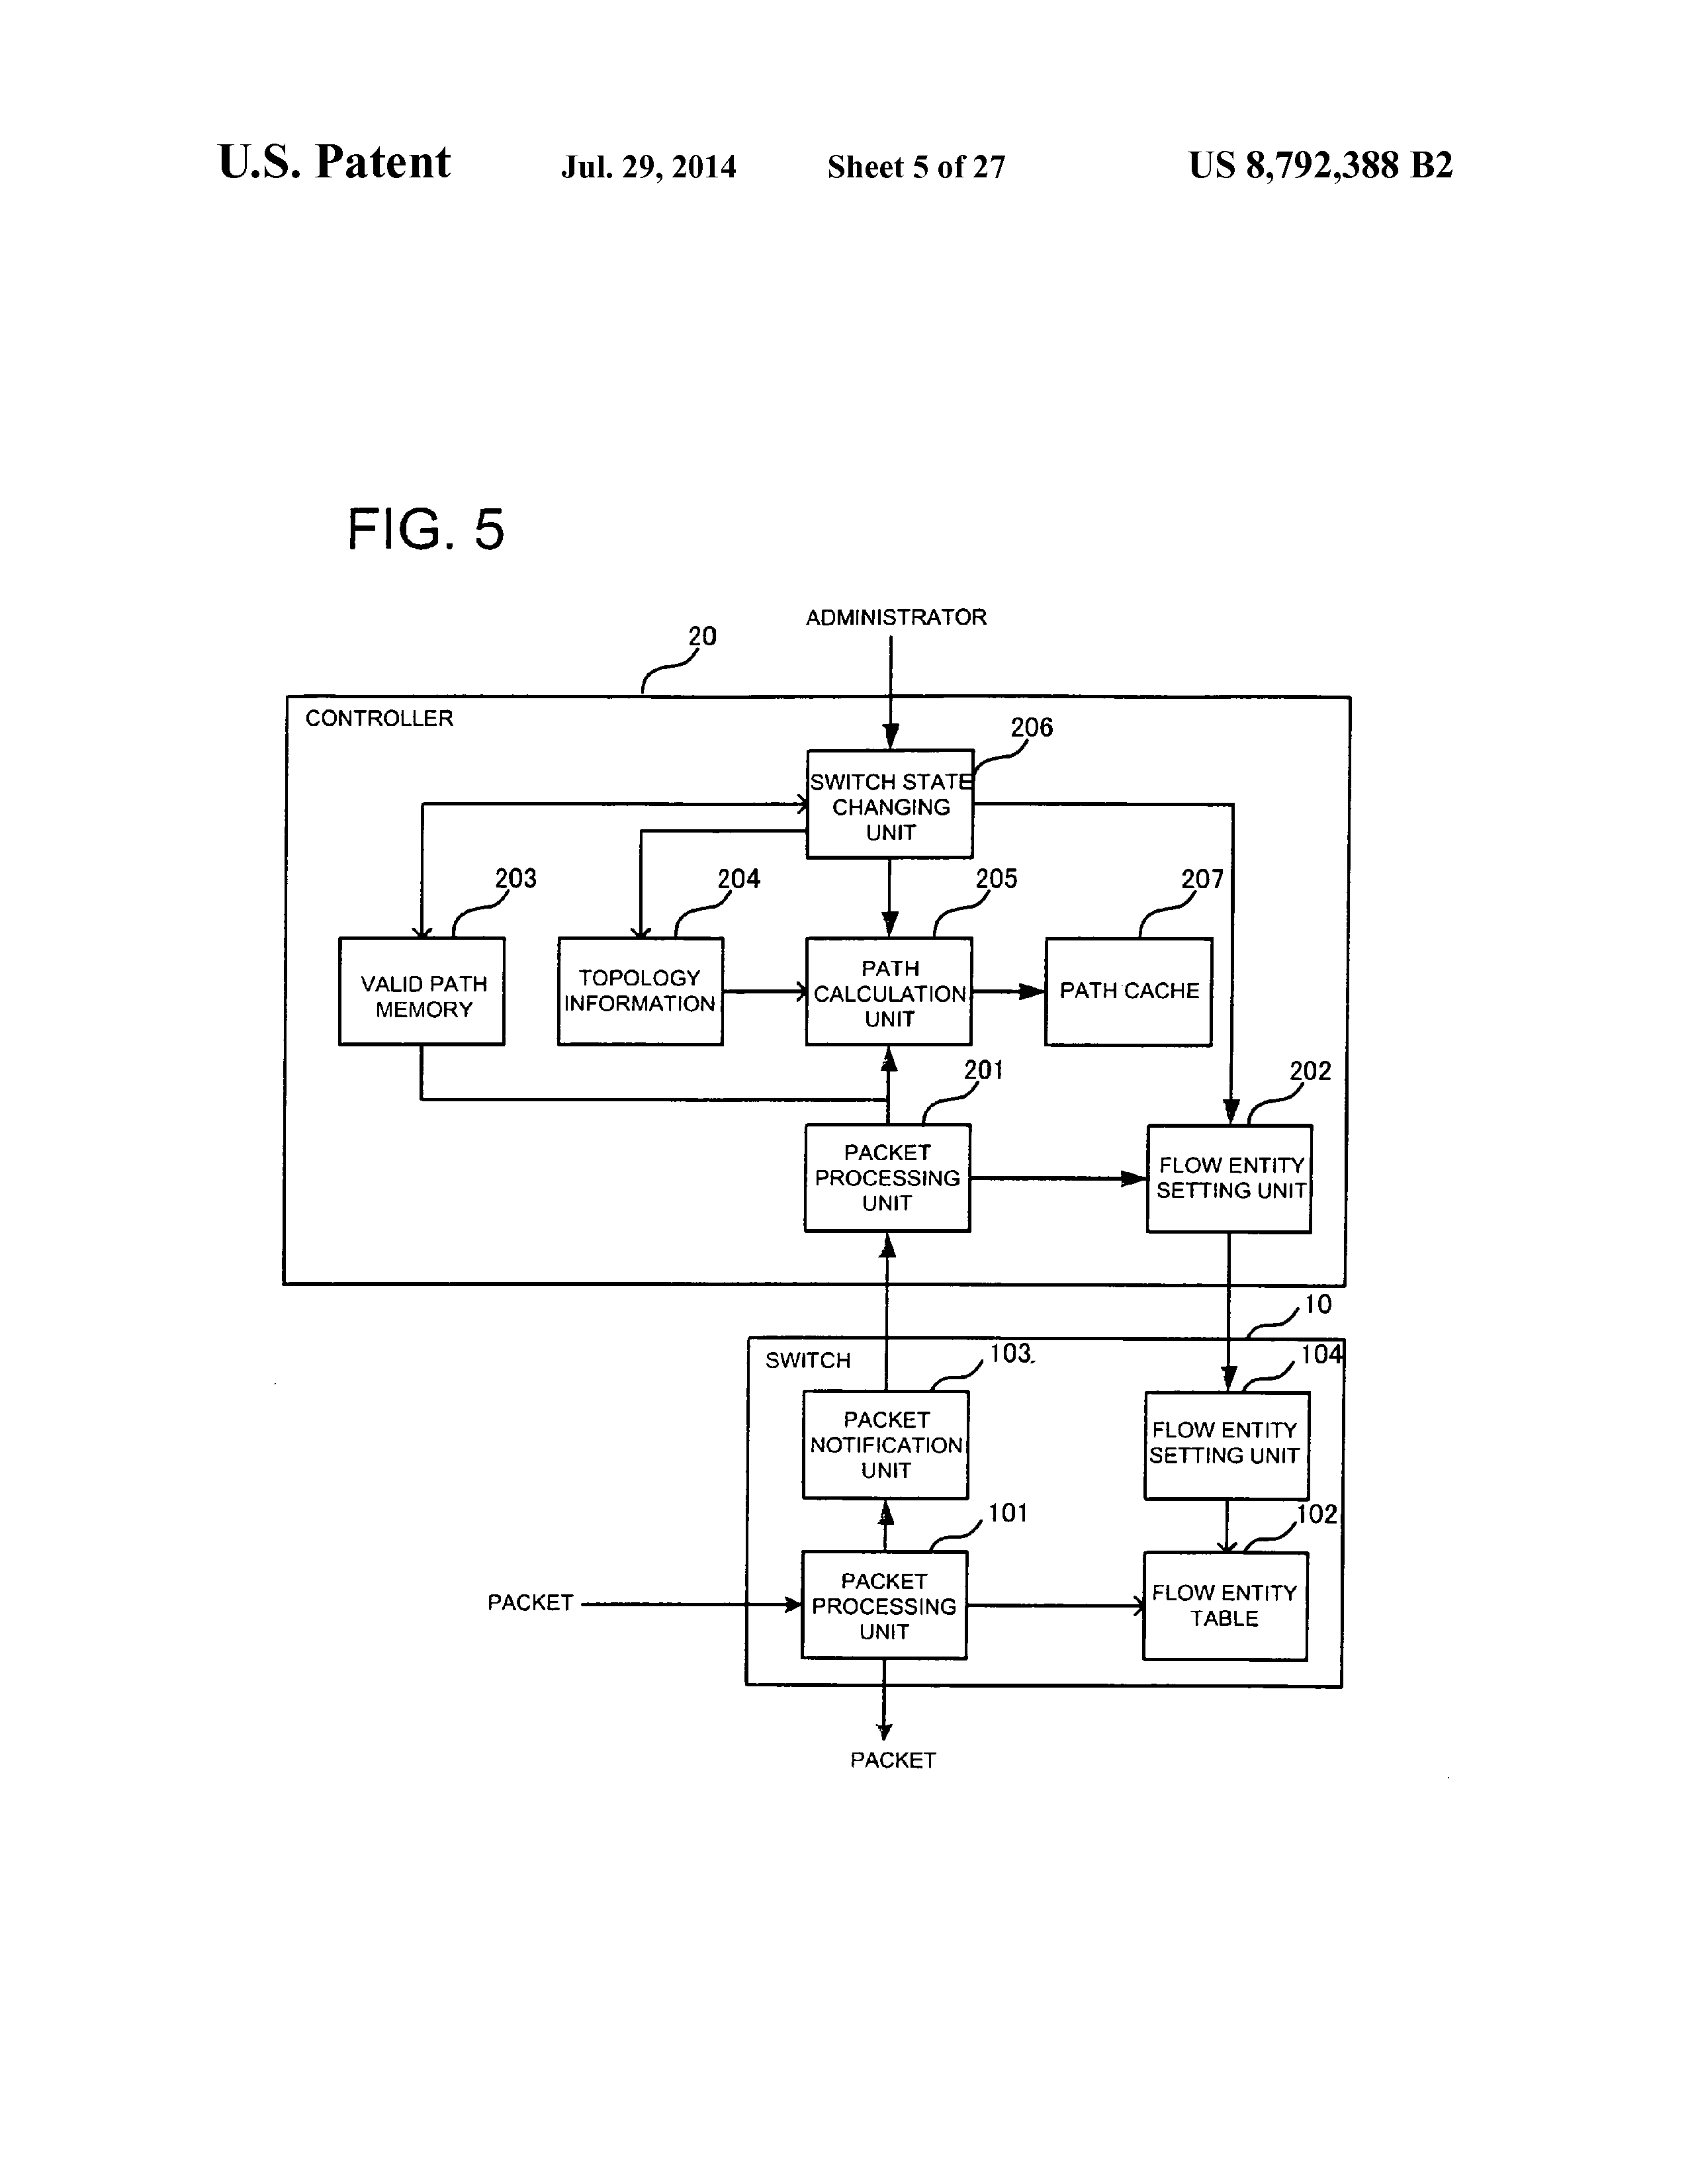 U.S. Patent Jul. 29, 2014 Sheet 5 of 27 US 8,792,388 B2
FIG. 5
ADMINISTRATOR
20
CONTROLLER
206
SWITCH STATE
CHANGING
UNIT
203
204
205
207
VALID PATH
MEMORY
TOPOLOGY
INFORMATION
PATH
CALCULATION
UNIT
PATH CACHE
201
202
PACKET
PROCESSING
UNIT
FLOW ENTITY
SETTING UNIT
10
SWITCH
103
104
PACKET
NOTIFICATION
UNIT
FLOW ENTITY
SETTING UNIT
101
102
PACKET
PACKET
PROCESSING
UNIT
FLOW ENTITY
TABLE
PACKET